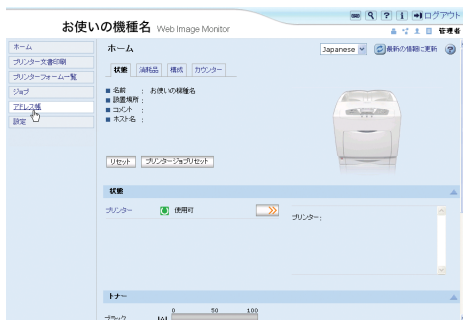 ログアウト
お使いの機種名 Web Image Monitor
管理者
ホーム
プリンター文書印刷
プリンターフォーム一覧
ジョブ
アドレス帳
設定
ホーム
Japanese
最新の情報に更新
状態 消耗品 構成 カウンター
名前 : お使いの機種名
設置場所 :
コメント :
ホスト名 :
リセット プリンタージョブリセット
状態
プリンター 使用可
プリンター:
トナー
0 50 100
ブラック